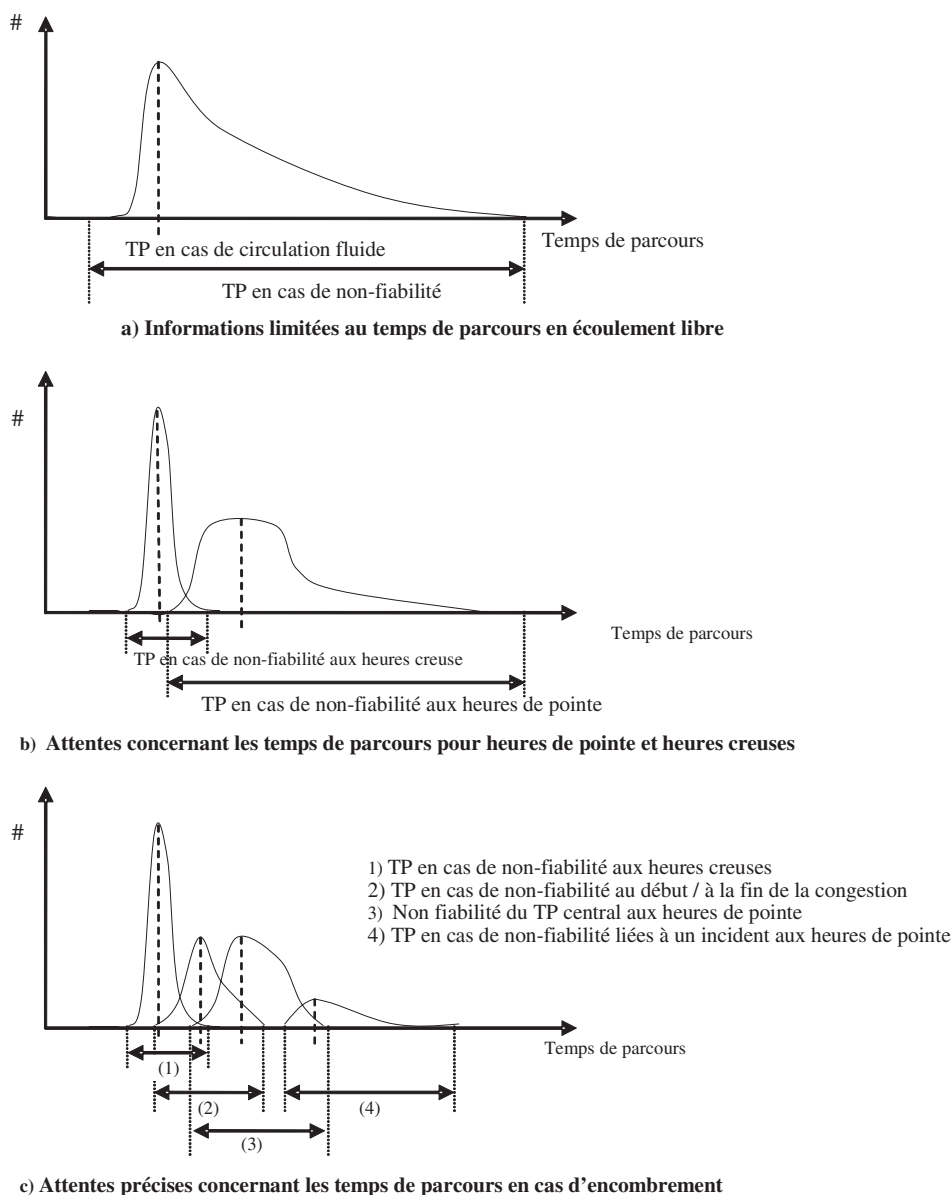 #
Temps de parcours
TP en cas de circulation fluide
TP en cas de non-fiabilité
a) Informations limitées au temps de parcours en écoulement libre
#
Temps de parcours
TP en cas de non-fiabilité aux heures creuse
TP en cas de non-fiabilité aux heures de pointe
b) Attentes concernant les temps de parcours pour heures de pointe et heures creuses
#
1) TP en cas de non-fiabilité aux heures creuses
2) TP en cas de non-fiabilité au début / à la fin de la congestion
3) Non fiabilité du TP central aux heures de pointe
4) TP en cas de non-fiabilité liées à un incident aux heures de pointe
Temps de parcours
(1)
(2)
(4)
(3)
c) Attentes précises concernant les temps de parcours en cas d'encombrement